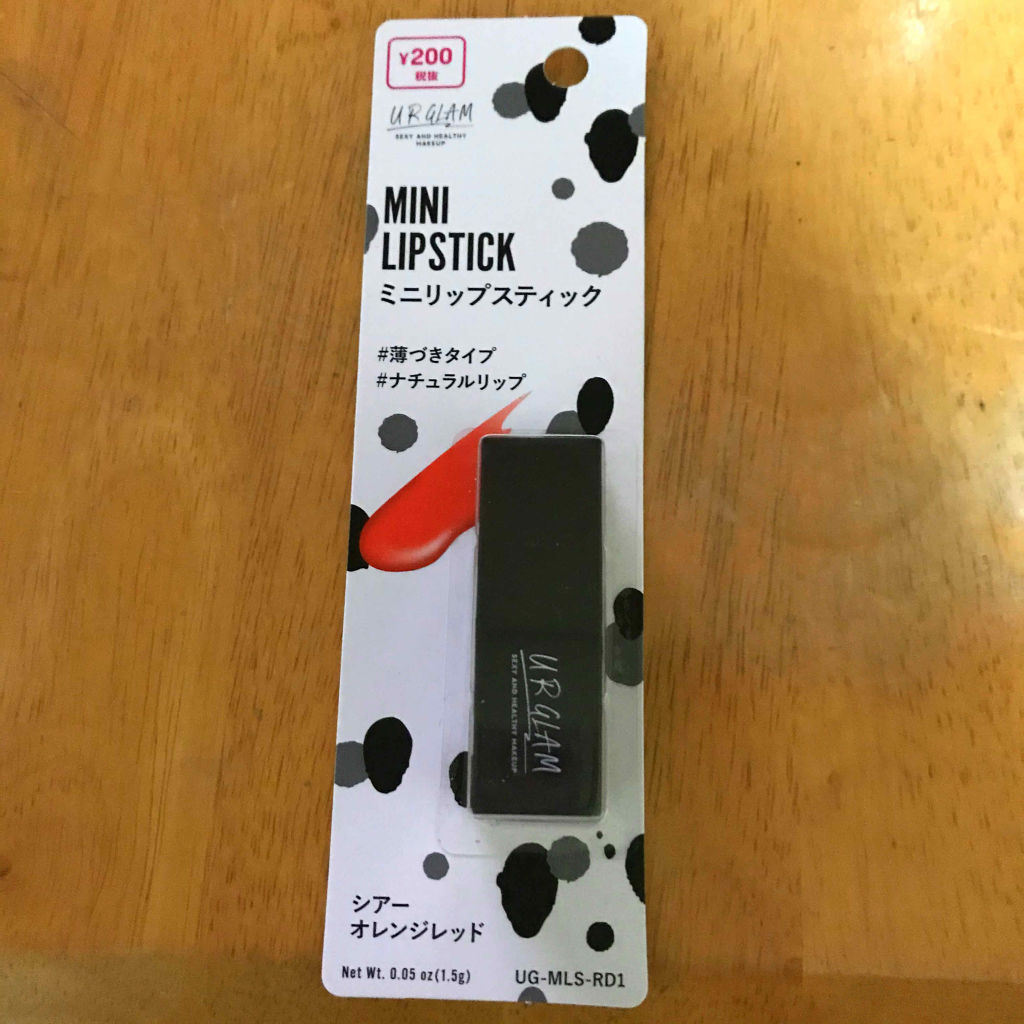 ¥200
税抜
UR GLAM
SEXY AND HEALTHY
MAKEUP
MINI
LIPSTICK
ミニリップスティック
#薄づきタイプ
#ナチュラルリップ
UR GLAM
SEXY AND HEALTHY MAKEUP
シアー
オレンジレッド
Net Wt. 0.05 oz(1.5g)
UG-MLS-RD1